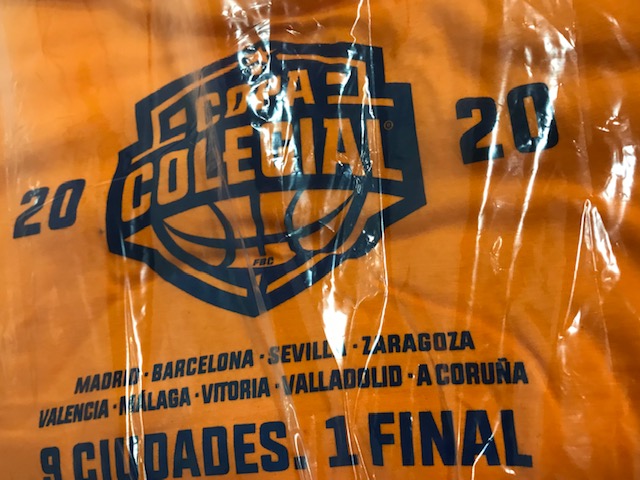 COPA
20 COLEGIAL® 20
FBC
MADRID · BARCELONA · SEVILLA · ZARAGOZA
VALENCIA · MÁLAGA · VITORIA · VALLADOLID · A CORUÑA
9 CIUDADES. 1 FINAL